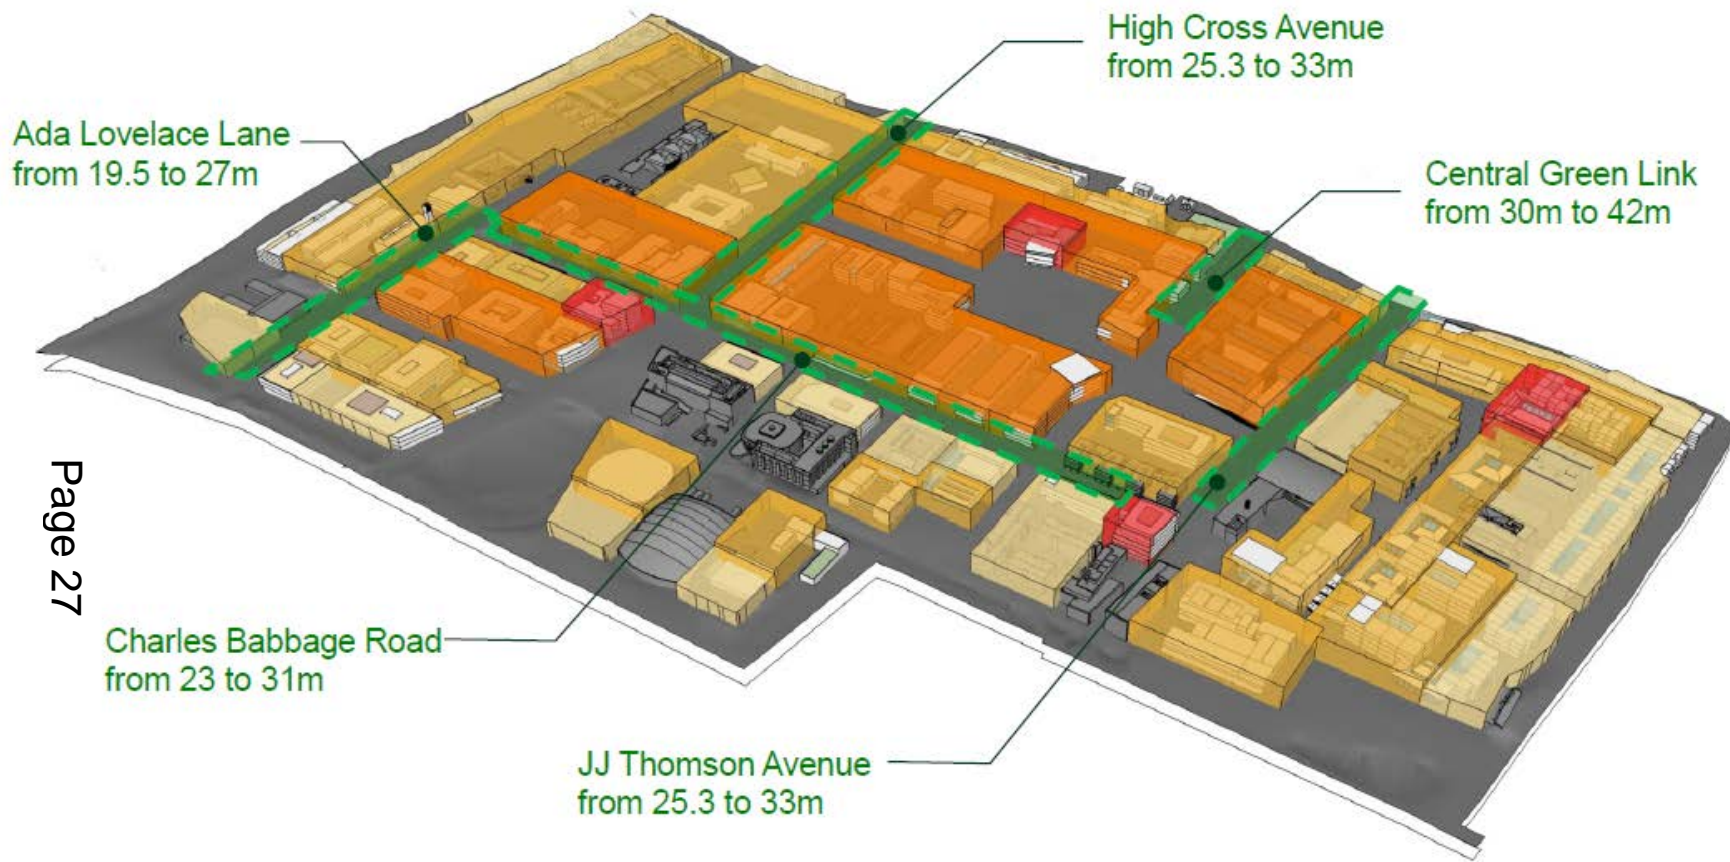 High Cross Avenue
from 25.3 to 33m
Ada Lovelace Lane
from 19.5 to 27m
Central Green Link
from 30m to 42m
Page 27
Charles Babbage Road
from 23 to 31m
JJ Thomson Avenue
from 25.3 to 33m